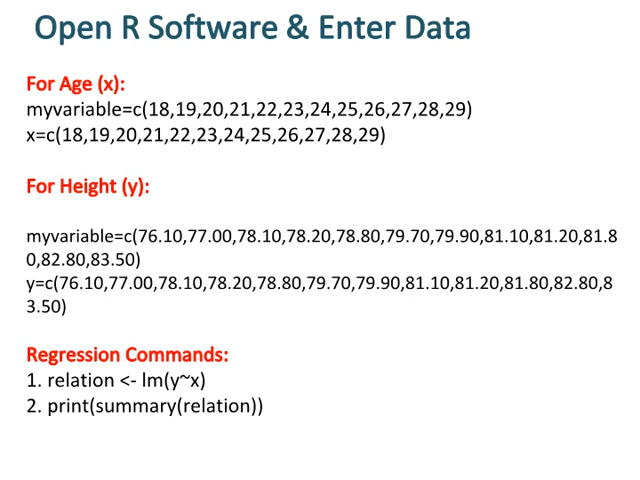 Open R Software & Enter Data
For Age (x):
myvariable=c(18,19,20,21,22,23,24,25,26,27,28,29)
x=c(18,19,20,21,22,23,24,25,26,27,28,29)
For Height (y):
myvariable=c(76.10,77.00,78.10,78.20,78.80,79.70,79.90,81.10,81.20,81.8
0,82.80,83.50)
y=c(76.10,77.00,78.10,78.20,78.80,79.70,79.90,81.10,81.20,81.80,82.80,8
3.50)
Regression Commands:
1. relation <- lm(y~x)
2. print(summary(relation))